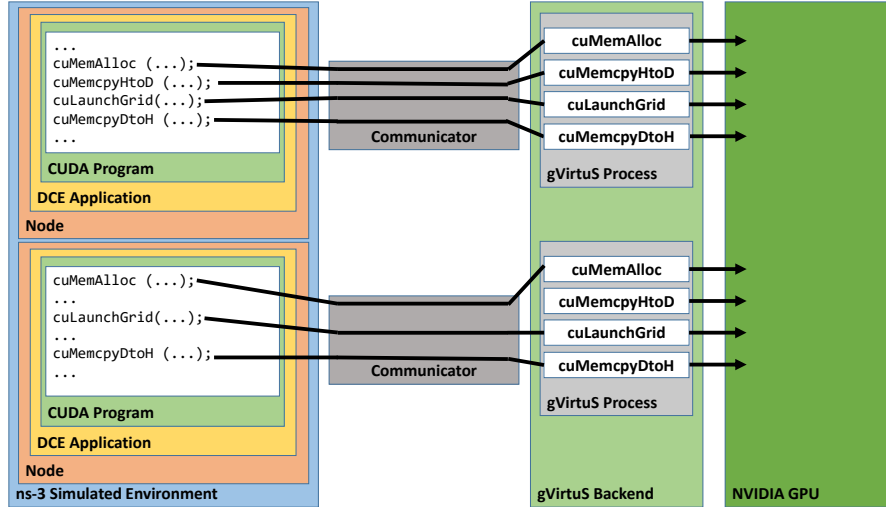 ...
cuMemAlloc (...);
cuMemcpyHtoD (...);
cuLaunchGrid(...);
cuMemcpyDtoH (...);
...
CUDA Program
DCE Application
Node
Communicator
cuMemAlloc
cuMemcpyHtoD
cuLaunchGrid
cuMemcpyDtoH
gVirtuS Process
cuMemAlloc (...);
...
cuLaunchGrid(...);
...
cuMemcpyDtoH (...);
...
CUDA Program
DCE Application
Node
ns-3 Simulated Environment
Communicator
cuMemAlloc
cuMemcpyHtoD
cuLaunchGrid
cuMemcpyDtoH
gVirtuS Process
gVirtuS Backend
NVIDIA GPU